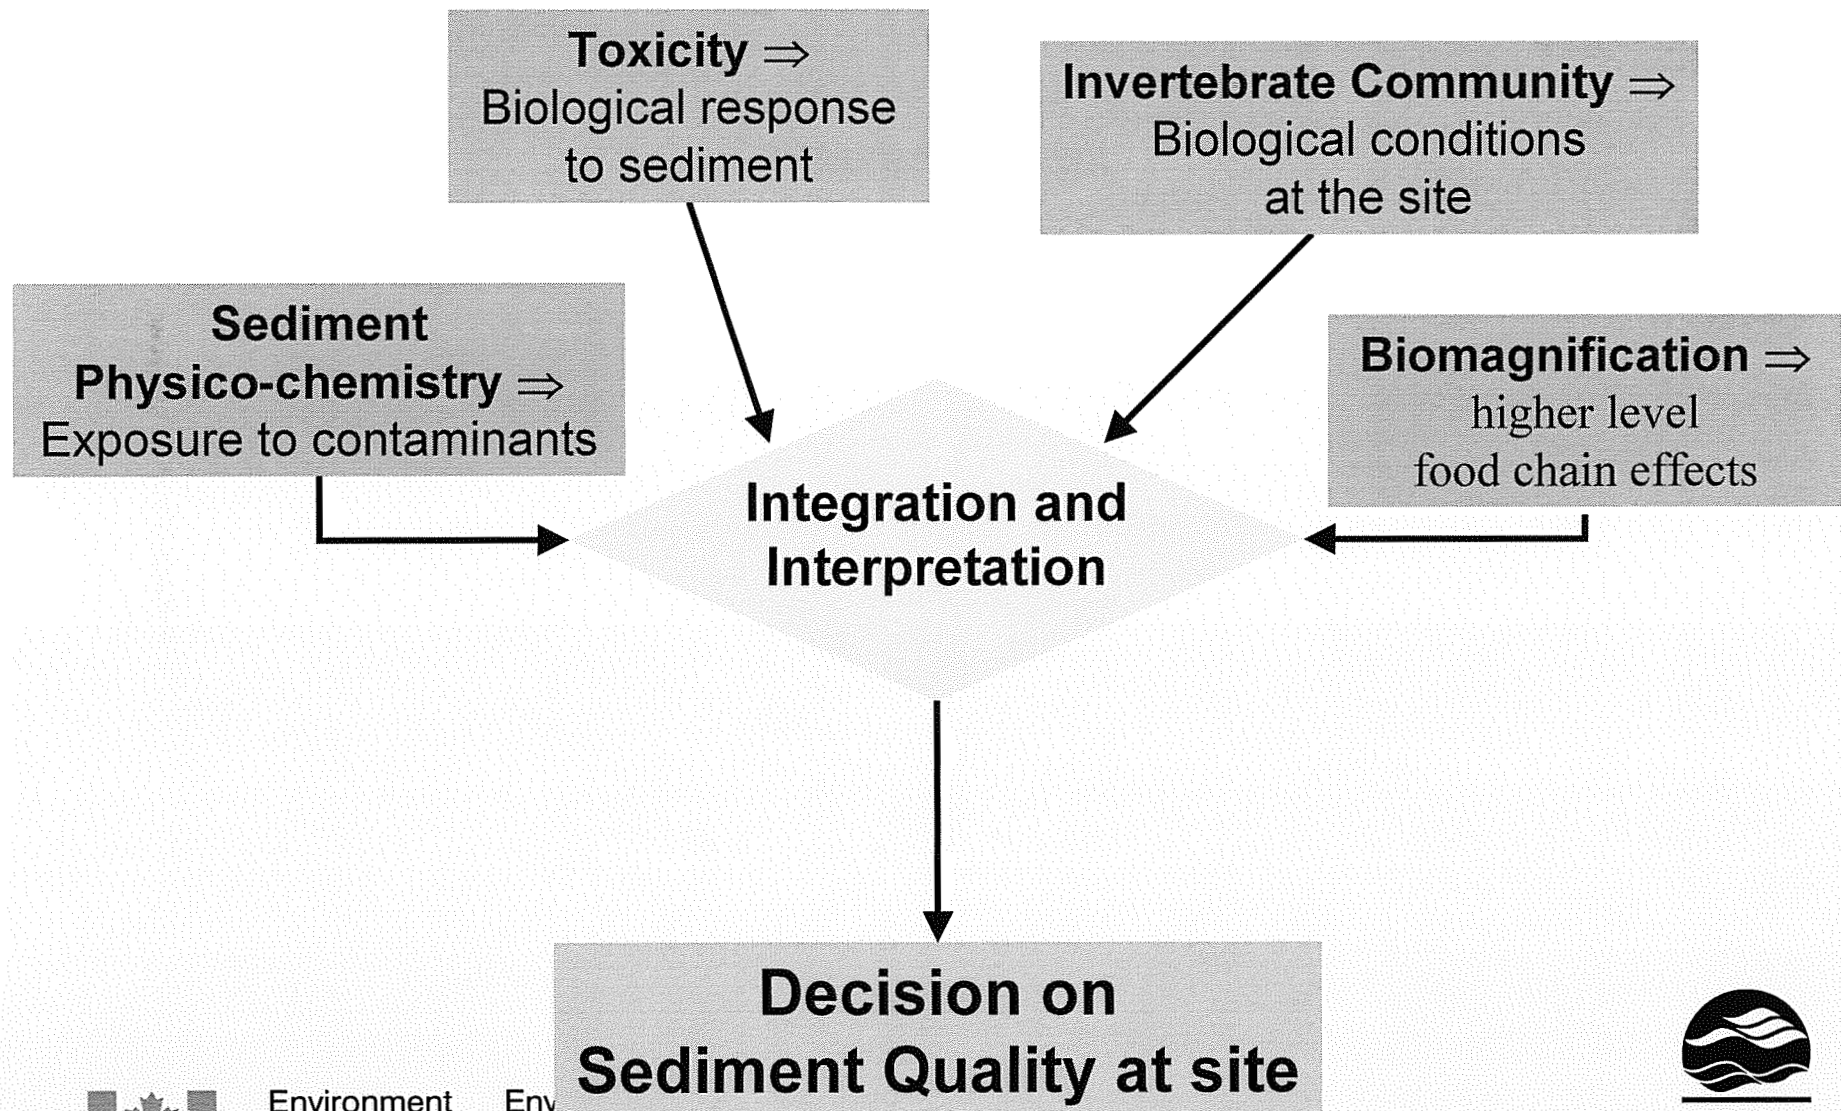 Toxicity ⇒
Biological response
to sediment
Invertebrate Community ⇒
Biological conditions
at the site
Sediment
Physico-chemistry ⇒
Exposure to contaminants
Biomagnification ⇒
higher level
food chain effects
Integration and
Interpretation
Decision on
Sediment Quality at site
Environment Env